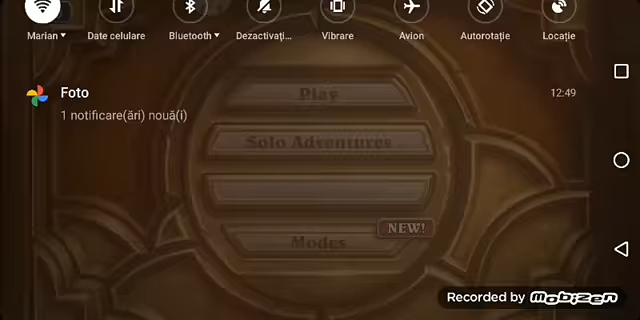 Marian
Date celulare
Bluetooth
Dezactivați...
Vibrare
Avion
Autorotație
Locație
Foto
12:49
1 notificare(ări) nouă(i)
Play
Solo Adventures
NEW!
Modes
Recorded by Mobizen